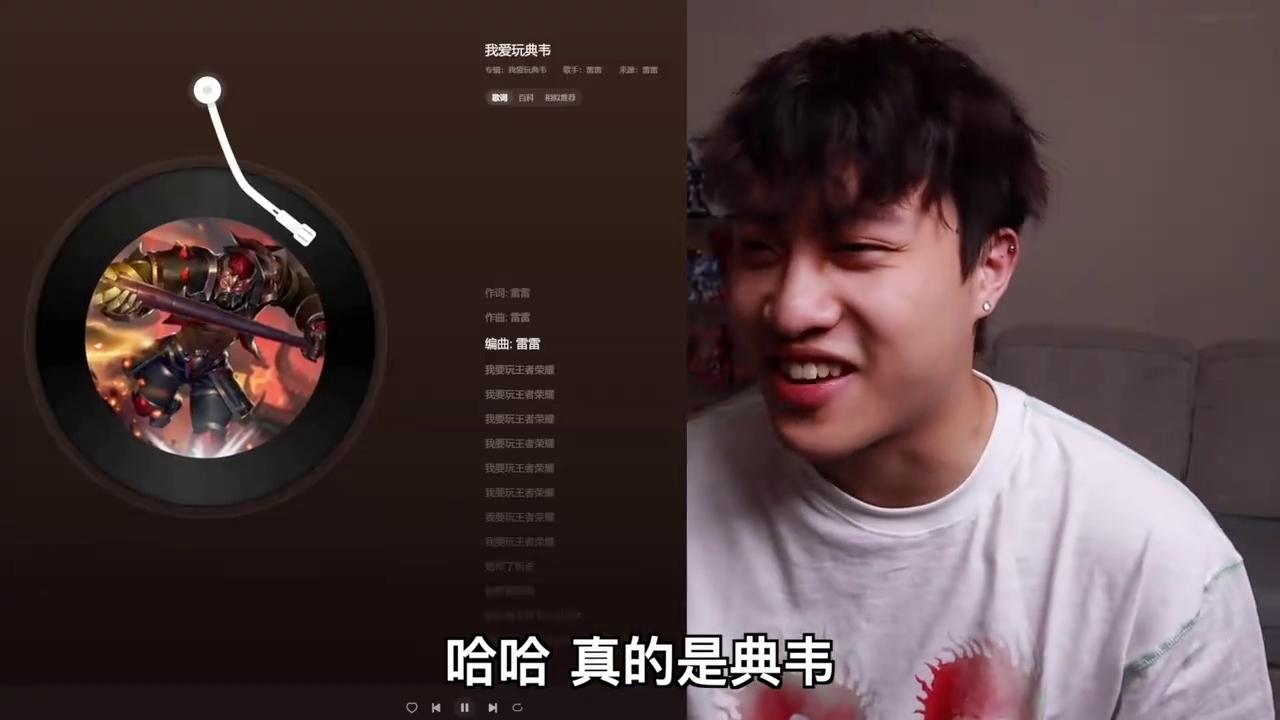 我爱玩典韦
专辑：我爱玩典韦 歌手：雷雷 来源：雷雷
歌词 百科 相似推荐
作词: 雷雷
作曲: 雷雷
编曲: 雷雷
我要玩王者荣耀
我要玩王者荣耀
我要玩王者荣耀
我要玩王者荣耀
我要玩王者荣耀
我要玩王者荣耀
我要玩王者荣耀
我要玩王者荣耀
哈哈 真的是典韦